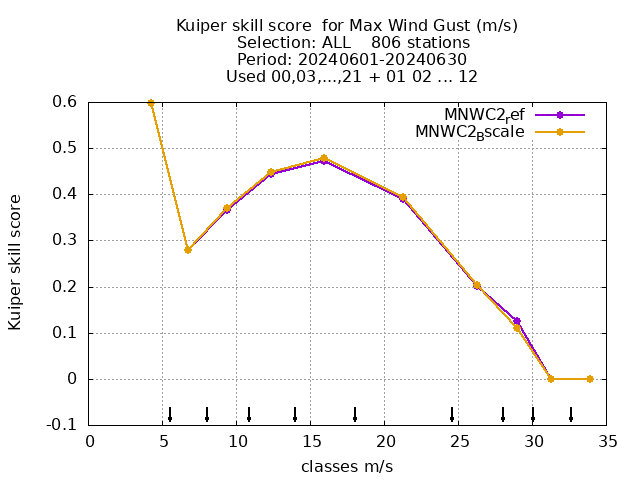 Kuiper skill score  for Max Wind Gust (m/s)
Selection: ALL    806 stations
Period: 20240601-20240630
Used 00,03,...,21 + 01 02 ... 12
MNWC2ref
MNWC2Bscale
Kuiper skill score
0.6
0.5
0.4
0.3
0.2
0.1
0
-0.1
0 5 10 15 20 25 30 35
classes m/s